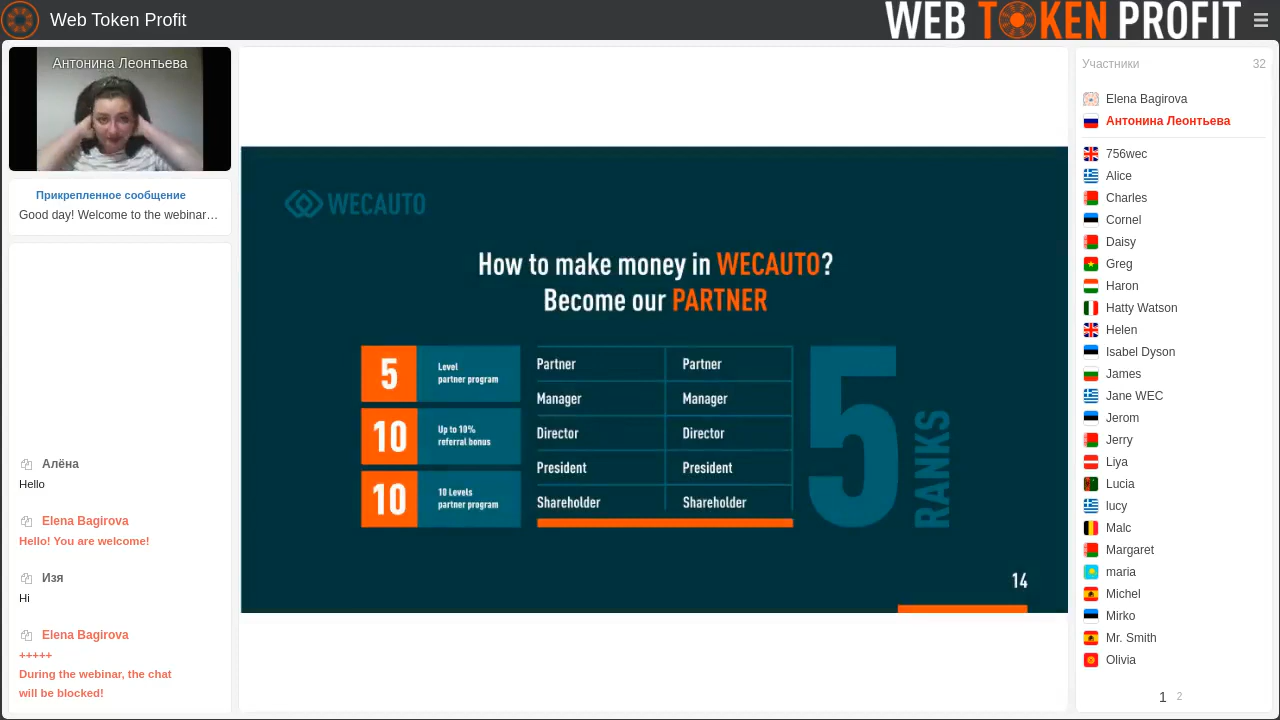 Web Token Profit
WEB TOKEN PROFIT
Антонина Леонтьева
Прикрепленное сообщение
Good day! Welcome to the webinar…
Алёна
Hello
Elena Bagirova
Hello! You are welcome!
Изя
Hi
Elena Bagirova
+++++
During the webinar, the chat
will be blocked!
WECAUTO
How to make money in WECAUTO?
Become our PARTNER
5
Level
partner program
10
Up to 10%
referral bonus
10
10 Levels
partner program
Partner Partner
Manager Manager
Director Director
President President
Shareholder Shareholder
5
RANKS
14
Участники 32
Elena Bagirova
Антонина Леонтьева
756wec
Alice
Charles
Cornel
Daisy
Greg
Haron
Hatty Watson
Helen
Isabel Dyson
James
Jane WEC
Jerom
Jerry
Liya
Lucia
lucy
Malc
Margaret
maria
Michel
Mirko
Mr. Smith
Olivia
1 2